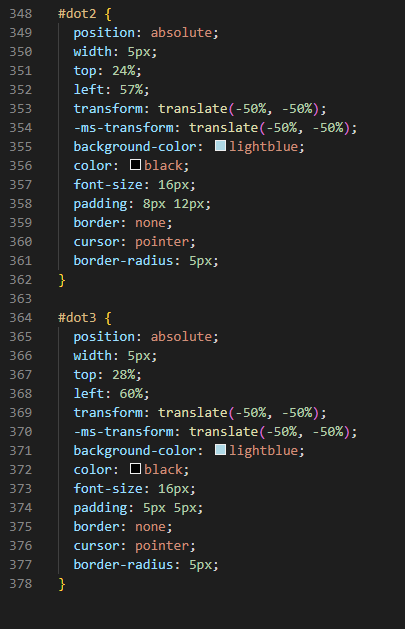 348 #dot2 {
349 position: absolute;
350 width: 5px;
351 top: 24%;
352 left: 57%;
353 transform: translate(-50%, -50%);
354 -ms-transform: translate(-50%, -50%);
355 background-color: lightblue;
356 color: black;
357 font-size: 16px;
358 padding: 8px 12px;
359 border: none;
360 cursor: pointer;
361 border-radius: 5px;
362 }
363
364 #dot3 {
365 position: absolute;
366 width: 5px;
367 top: 28%;
368 left: 60%;
369 transform: translate(-50%, -50%);
370 -ms-transform: translate(-50%, -50%);
371 background-color: lightblue;
372 color: black;
373 font-size: 16px;
374 padding: 5px 5px;
375 border: none;
376 cursor: pointer;
377 border-radius: 5px;
378 }